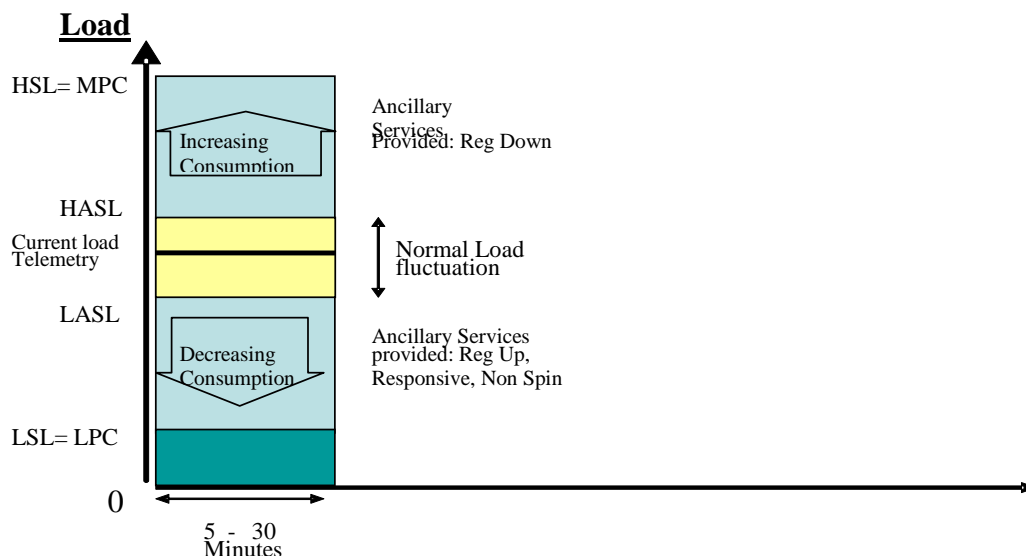 Load
HSL= MPC
Ancillary
Services
Provided: Reg Down
Increasing
Consumption
HASL
Current load
Telemetry
Normal Load
fluctuation
LASL
Ancillary Services
provided: Reg Up,
Responsive, Non Spin
Decreasing
Consumption
LSL= LPC
0
5 - 30
Minutes